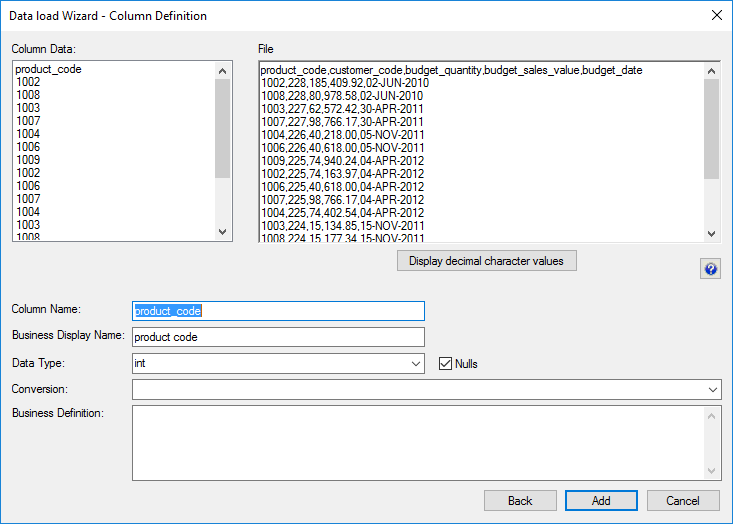 Data load Wizard - Column Definition
Column Data:
product_code
1002
1008
1003
1007
1004
1006
1009
1002
1006
1007
1004
1003
1008
File
product_code,customer_code,budget_quantity,budget_sales_value,budget_date
1002,228,185,409.92,02-JUN-2010
1008,228,80,978.58,02-JUN-2010
1003,227,62,572.42,30-APR-2011
1007,227,98,766.17,30-APR-2011
1004,226,40,218.00,05-NOV-2011
1006,226,40,618.00,05-NOV-2011
1009,225,74,940.24,04-APR-2012
1002,225,74,163.97,04-APR-2012
1006,225,40,618.00,04-APR-2012
1007,225,98,766.17,04-APR-2012
1004,225,74,402.54,04-APR-2012
1003,224,15,134.85,15-NOV-2011
1008,224,15,177.34,15-NOV-2011
Display decimal character values
?
Column Name:
product_code
Business Display Name:
product code
Data Type:
int
Nulls
Conversion:
Business Definition:
Back
Add
Cancel